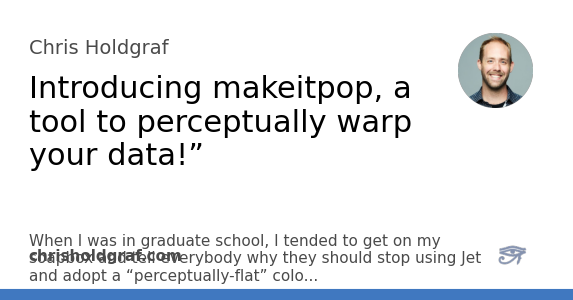 Chris Holdgraf
Introducing makeitpop, a
tool to perceptually warp
your data!”
When I was in graduate school, I tended to get on my
soapbox and tell everybody why they should stop using Jet
chrisholdgraf.com
and adopt a “perceptually-flat” colo...